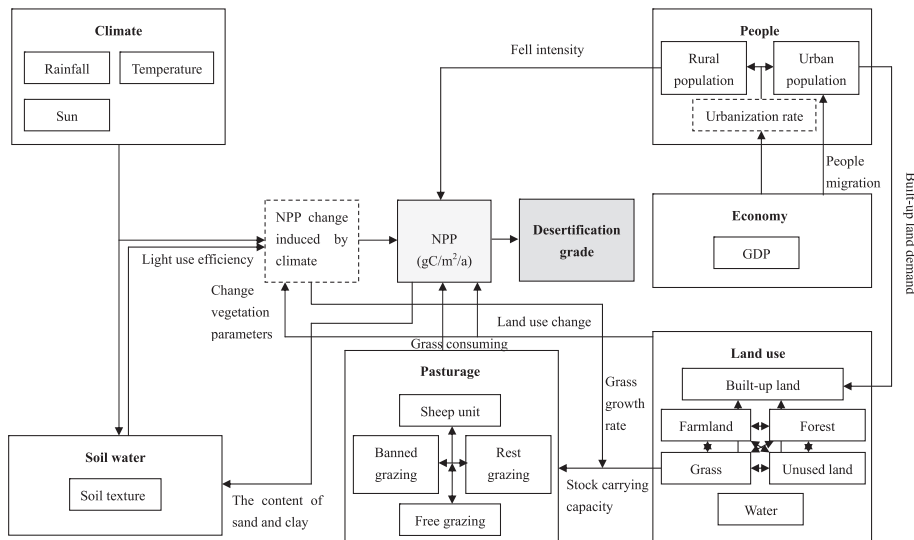 Climate
Rainfall
Temperature
Sun
People
Fell intensity
Rural
population
Urban
population
Urbanization rate
People
migration
Built-up land demand
Economy
GDP
NPP change
induced by
climate
NPP
(gC/m²/a)
Desertification
grade
Light use efficiency
Change
vegetation
parameters
Land use change
Grass consuming
Pasturage
Sheep unit
Banned
grazing
Rest
grazing
Free grazing
Grass
growth
rate
Land use
Built-up land
Farmland
Forest
Grass
Unused land
Water
Stock carrying
capacity
Soil water
Soil texture
The content of
sand and clay